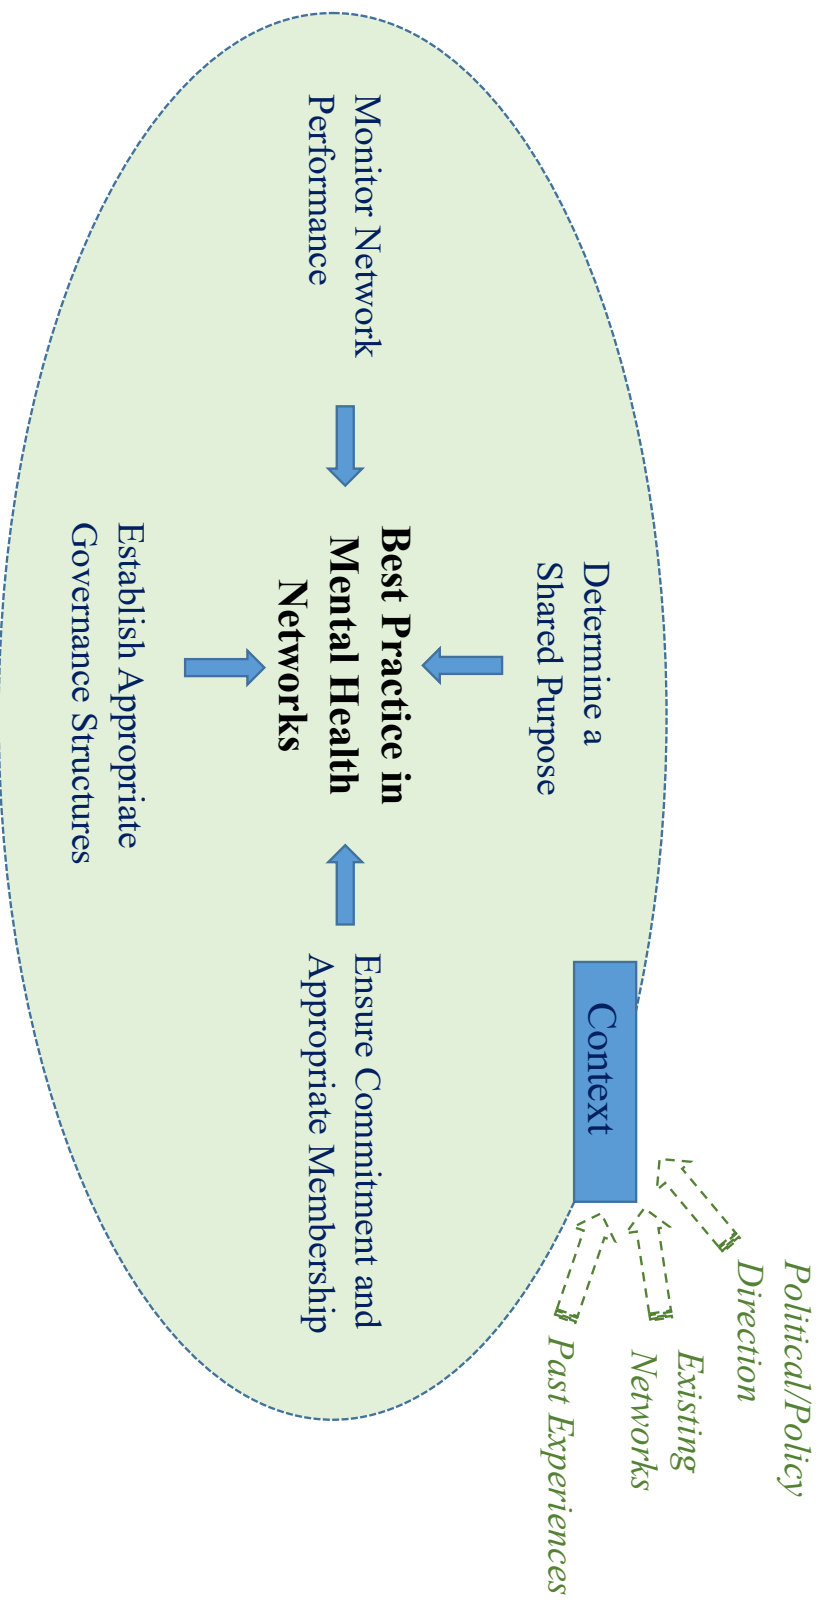 Political/Policy
Direction
Existing
Networks
Past Experiences
Context
Determine a
Shared Purpose
Monitor Network
Performance
Best Practice in
Mental Health
Networks
Ensure Commitment and
Appropriate Membership
Establish Appropriate
Governance Structures